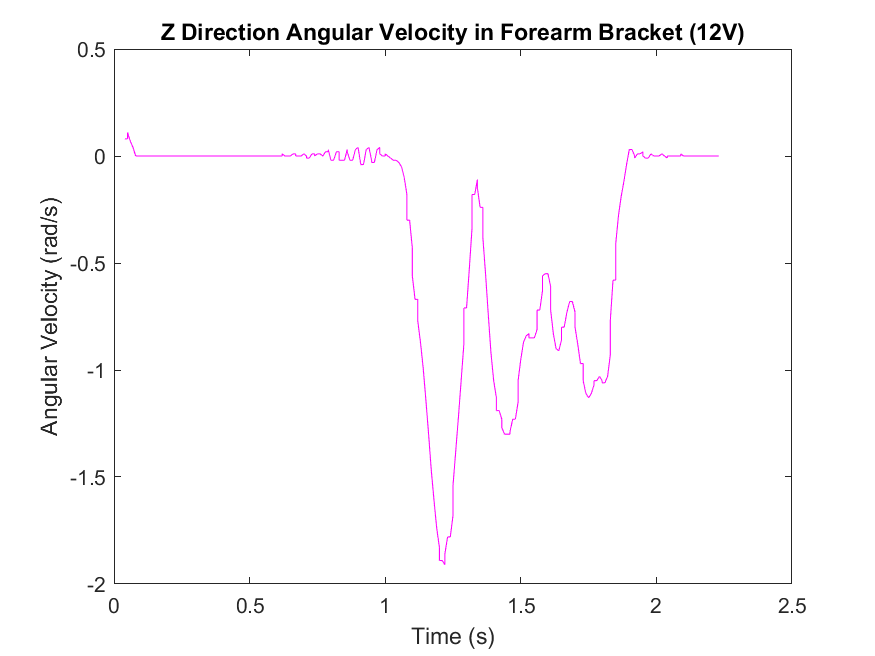 Z Direction Angular Velocity in Forearm Bracket (12V)
0.5
0
-0.5
-1
-1.5
-2
Angular Velocity (rad/s)
0 0.5 1 1.5 2 2.5
Time (s)